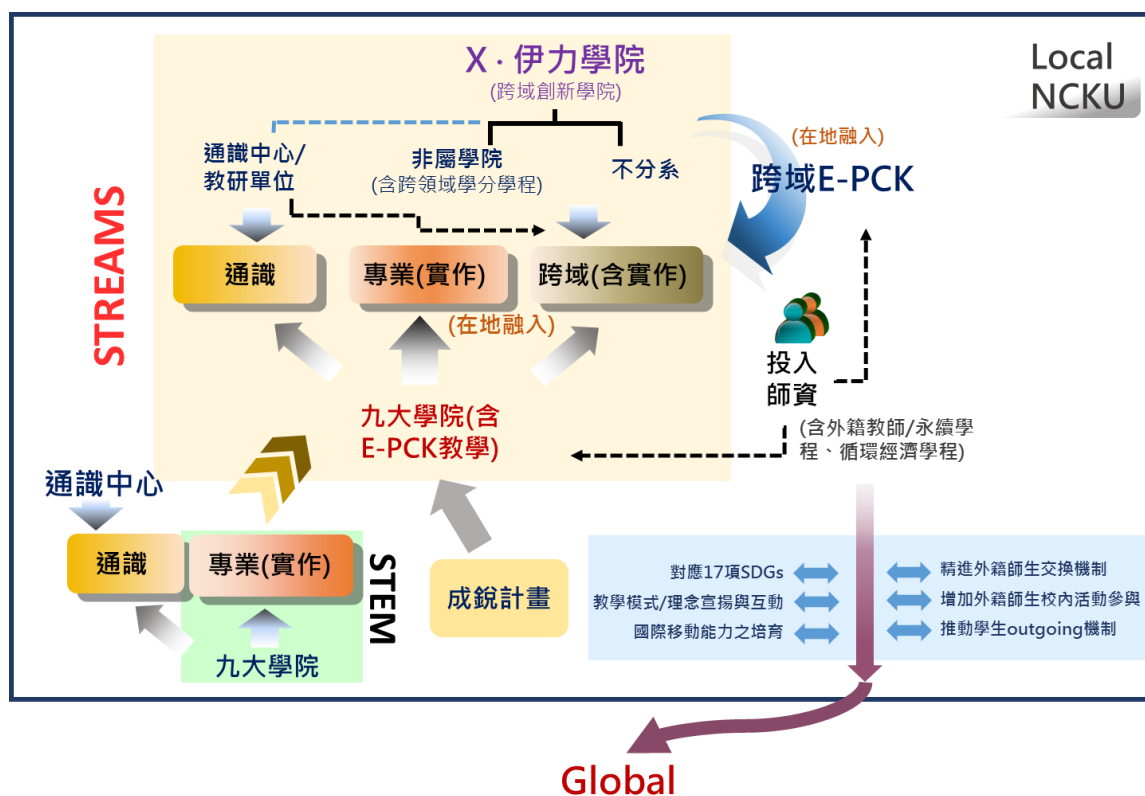 X．伊力學院
(跨域創新學院)
Local
NCKU
通識中心/
教研單位
非屬學院
(含跨領域學分學程)
不分系
(在地融入)
跨域E-PCK
STREAMS
通識
專業(實作)
跨域(含實作)
(在地融入)
投入
師資
(含外籍教師/永續學
程、循環經濟學程)
九大學院(含
E-PCK教學)
通識中心
通識
專業(實作)
STEM
九大學院
成銳計畫
對應17項SDGs
教學模式/理念宣揚與互動
國際移動能力之培育
精進外籍師生交換機制
增加外籍師生校內活動參與
推動學生outgoing機制
Global